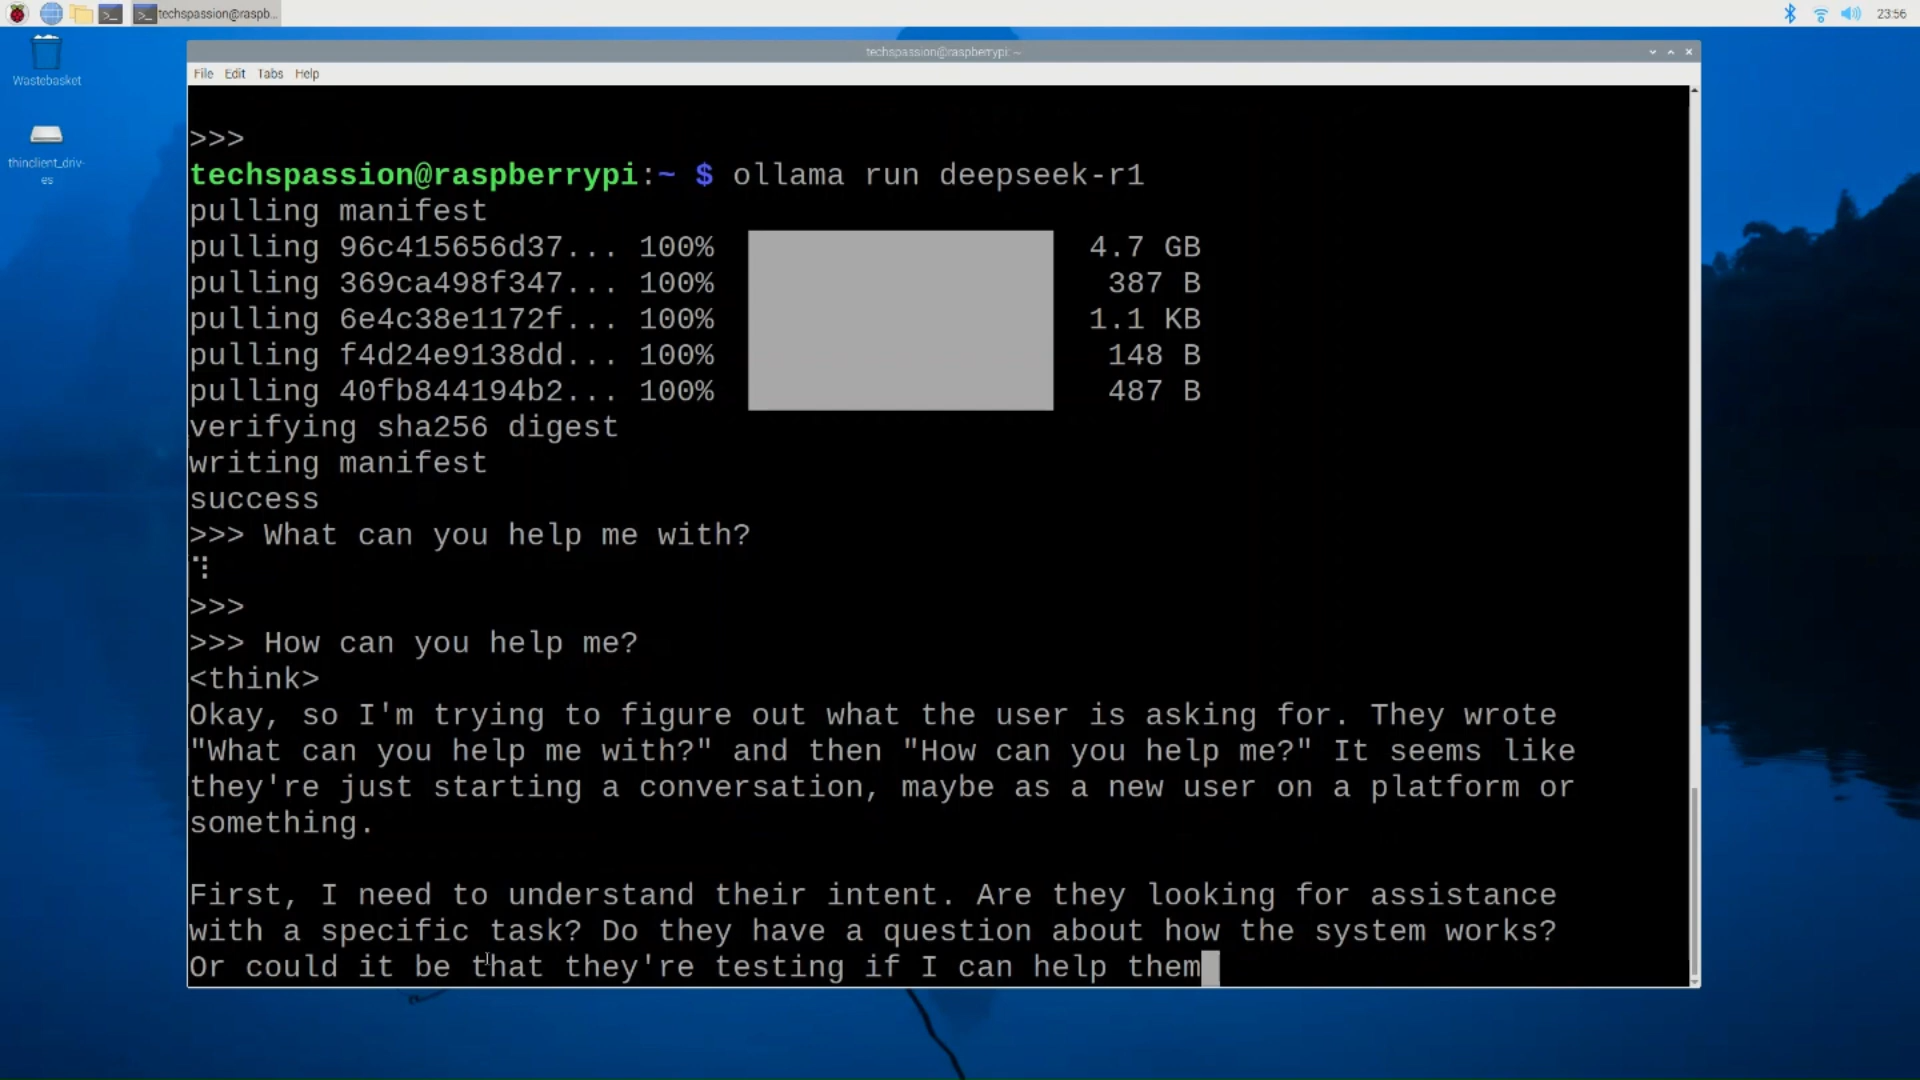 techspassion@raspb...
23:56
Wastebasket
thinclient_driv-
es
techspassion@raspberrypi: ~
File Edit Tabs Help
>>>
techspassion@raspberrypi:~ $ ollama run deepseek-r1
pulling manifest
pulling 96c415656d37... 100% 4.7 GB
pulling 369ca498f347... 100% 387 B
pulling 6e4c38e1172f... 100% 1.1 KB
pulling f4d24e9138dd... 100% 148 B
pulling 40fb844194b2... 100% 487 B
verifying sha256 digest
writing manifest
success
>>> What can you help me with?
>>>
>>> How can you help me?
<think>
Okay, so I'm trying to figure out what the user is asking for. They wrote
"What can you help me with?" and then "How can you help me?" It seems like
they're just starting a conversation, maybe as a new user on a platform or
something.
First, I need to understand their intent. Are they looking for assistance
with a specific task? Do they have a question about how the system works?
Or could it be that they're testing if I can help them